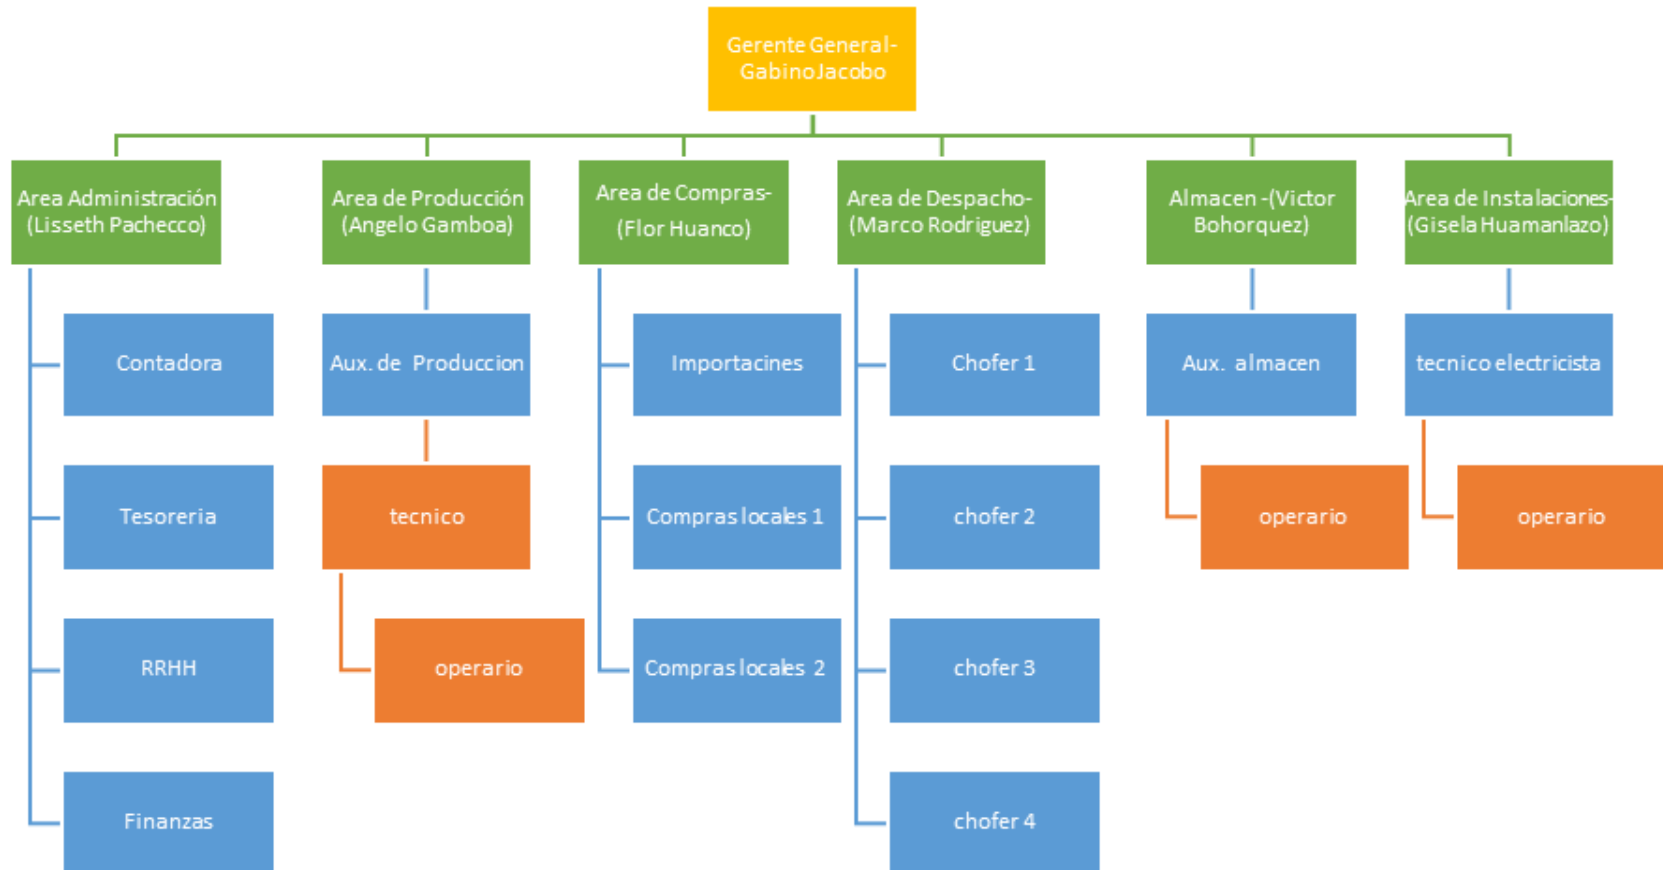 Gerente General-
Gabino Jacobo
Area Administración
(Lisseth Pachecco)
Area de Producción
(Angelo Gamboa)
Area de Compras-
(Flor Huanco)
Area de Despacho-
(Marco Rodriguez)
Almacen -(Victor
Bohorquez)
Area de Instalaciones-
(Gisela Huamanlazo)
Contadora
Aux. de Produccion
Importacines
Chofer 1
Aux. almacen
tecnico electricista
Tesoreria
tecnico
Compras locales 1
chofer 2
operario
operario
RRHH
operario
Compras locales 2
chofer 3
Finanzas
chofer 4